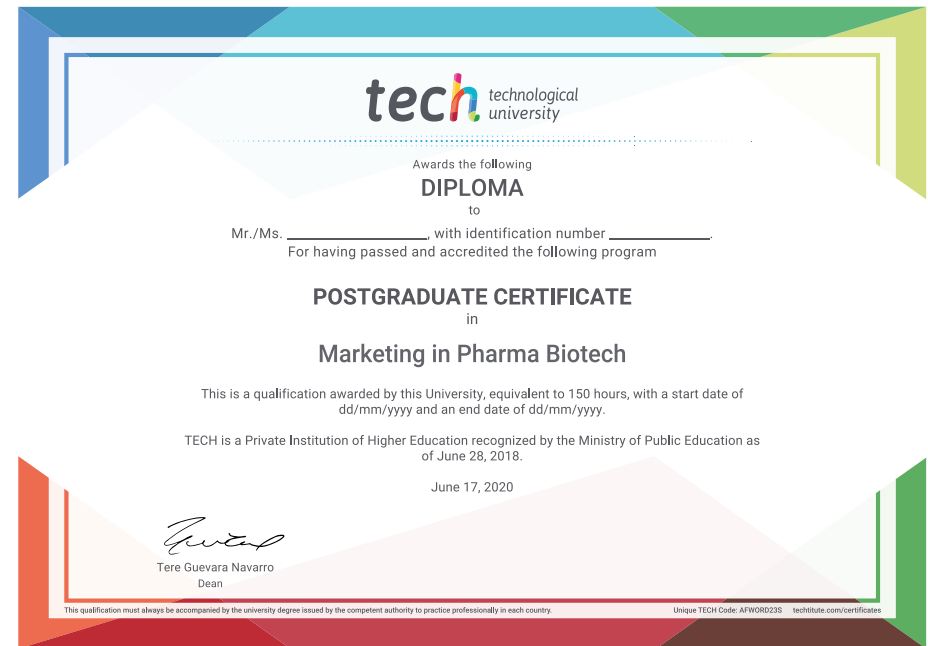 tech technological
university
Awards the following
DIPLOMA
to
Mr./Ms. ____________________, with identification number ______________.
For having passed and accredited the following program
POSTGRADUATE CERTIFICATE
in
Marketing in Pharma Biotech
This is a qualification awarded by this University, equivalent to 150 hours, with a start date of
dd/mm/yyyy and an end date of dd/mm/yyyy.
TECH is a Private Institution of Higher Education recognized by the Ministry of Public Education as
of June 28, 2018.
June 17, 2020
Tere Guevara Navarro
Dean
This qualification must always be accompanied by the university degree issued by the competent authority to practice professionally in each country. Unique TECH Code: AFWORD23S techtitute.com/certificates